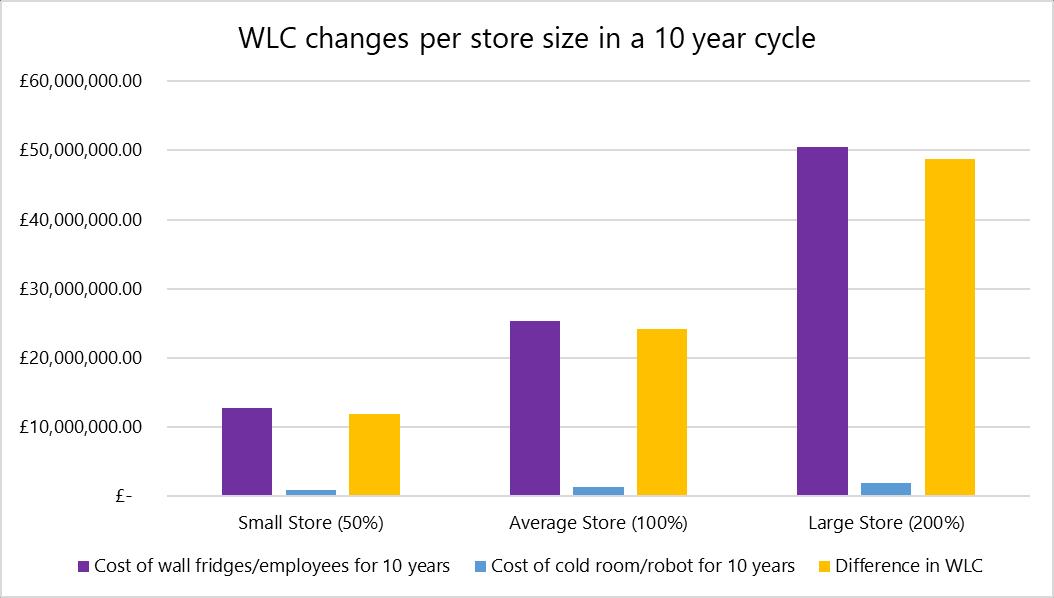 WLC changes per store size in a 10 year cycle
£60,000,000.00
£50,000,000.00
£40,000,000.00
£30,000,000.00
£20,000,000.00
£10,000,000.00
£-
Small Store (50%) Average Store (100%) Large Store (200%)
Cost of wall fridges/employees for 10 years Cost of cold room/robot for 10 years Difference in WLC